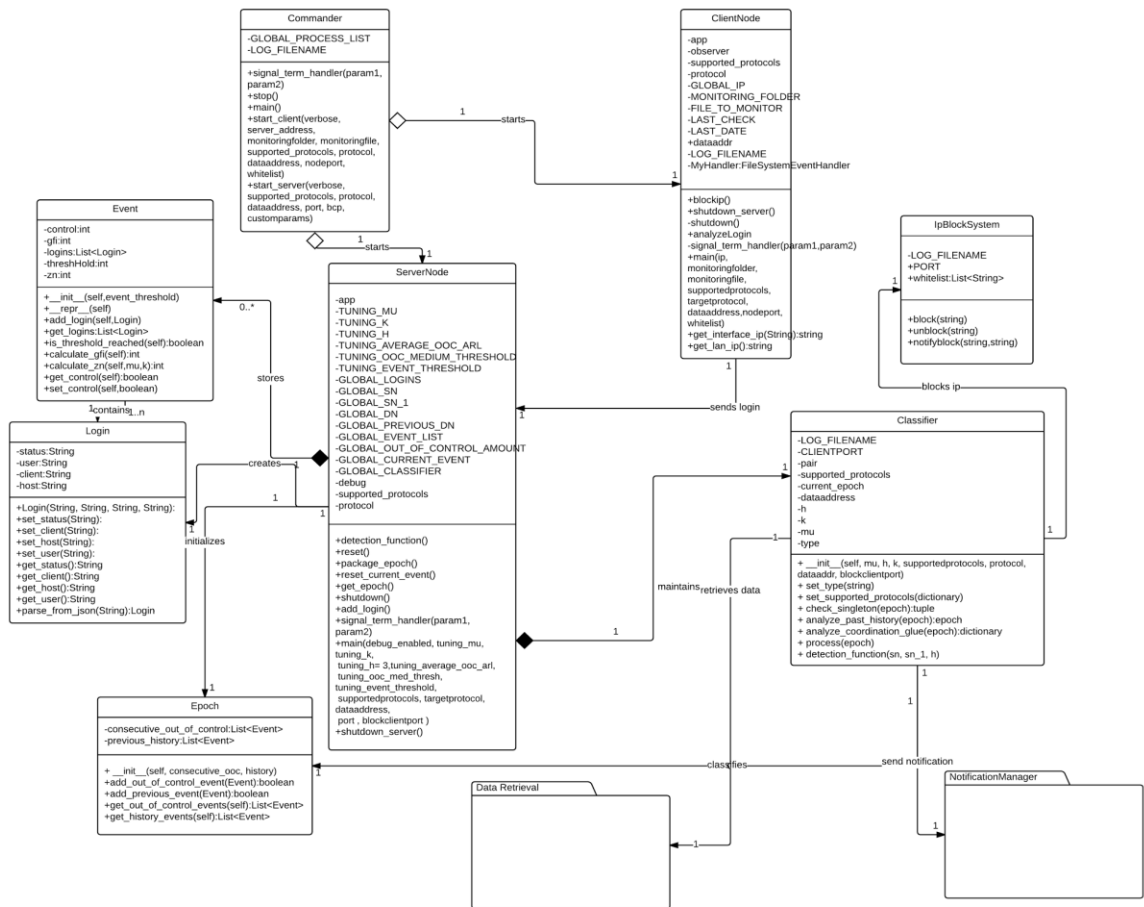 Commander
-GLOBAL_PROCESS_LIST
-LOG_FILENAME
+signal_term_handler(param1,
param2)
+stop()
+main()
+start_client(verbose,
server_address,
monitoringfolder, monitoringfile,
supported_protocols, protocol,
dataaddress, nodeport,
whitelist)
+start_server(verbose,
supported_protocols, protocol,
dataaddress, port, bcp,
customparams)
1
starts
1
ClientNode
-app
-observer
-supported_protocols
-protocol
-GLOBAL_IP
-MONITORING_FOLDER
-FILE_TO_MONITOR
-LAST_CHECK
-LAST_DATE
+dataaddr
-LOG_FILENAME
-MyHandler:FileSystemEventHandler
+blockip()
+shutdown_server()
-shutdown()
+analyzeLogin
-signal_term_handler(param1,param2)
+main(ip,
monitoringfolder,
monitoringfile,
supportedprotocols,
targetprotocol,
dataaddress,nodeport,
whitelist)
+get_interface_ip(String):string
+get_lan_ip():string
1
sends login
1
Event
-control:int
-gfi:int
-logins:List<Login>
-threshHold:int
-zn:int
+__init__(self,event_threshold)
+__repr__(self)
+add_login(self,Login)
+get_logins:List<Login>
+is_threshold_reached(self):boolean
+calculate_gfi(self):int
+calculate_zn(self,mu,k):int
+get_control(self):boolean
+set_control(self,boolean)
1
starts
1
0..*
stores
1
contains
1..n
Login
-status:String
-user:String
-client:String
-host:String
+Login(String, String, String, String):
+set_status(String):
+set_client(String):
+set_host(String):
+set_user(String):
+get_status():String
+get_client():String
+get_host():String
+get_user():String
+parse_from_json(String):Login
creates
1
1
1
initializes
1
1
ServerNode
-app
-TUNING_MU
-TUNING_K
-TUNING_H
-TUNING_AVERAGE_OOC_ARL
-TUNING_OOC_MEDIUM_THRESHOLD
-TUNING_EVENT_THRESHOLD
-GLOBAL_LOGINS
-GLOBAL_SN
-GLOBAL_SN_1
-GLOBAL_DN
-GLOBAL_PREVIOUS_DN
-GLOBAL_EVENT_LIST
-GLOBAL_OUT_OF_CONTROL_AMOUNT
-GLOBAL_CURRENT_EVENT
-GLOBAL_CLASSIFIER
-debug
-supported_protocols
-protocol
+detection_function()
+reset()
+package_epoch()
+reset_current_event()
+get_epoch()
+shutdown()
+add_login()
+signal_term_handler(param1,
param2)
+main(debug_enabled, tuning_mu,
tuning_k,
tuning_h= 3,tuning_average_ooc_arl,
tuning_ooc_med_thresh,
tuning_event_threshold,
supportedprotocols, targetprotocol,
dataaddress,
port , blockclientport )
+shutdown_server()
IpBlockSystem
-LOG_FILENAME
+PORT
+whitelist:List<String>
+block(string)
+unblock(string)
+notifyblock(string,string)
1
blocks ip
1
Classifier
-LOG_FILENAME
-CLIENTPORT
-pair
-supported_protocols
-current_epoch
-dataaddress
-h
-k
-mu
-type
+ __init__(self, mu, h, k, supportedprotocols, protocol,
dataaddr, blockclientport)
+ set_type(string)
+ set_supported_protocols(dictionary)
+ check_singleton(epoch):tuple
+ analyze_past_history(epoch):epoch
+ analyze_coordination_glue(epoch):dictionary
+ process(epoch)
+ detection_function(sn, sn_1, h)
1
maintains
1
1
retrieves data
1
Epoch
-consecutive_out_of_control:List<Event>
-previous_history:List<Event>
+ __init__(self, consecutive_ooc, history)
+add_out_of_control_event(Event):boolean
+add_previous_event(Event):boolean
+get_out_of_control_events(self):List<Event>
+get_history_events(self):List<Event>
1
classifies
1
1
send notification
1
Data Retrieval
NotificationManager